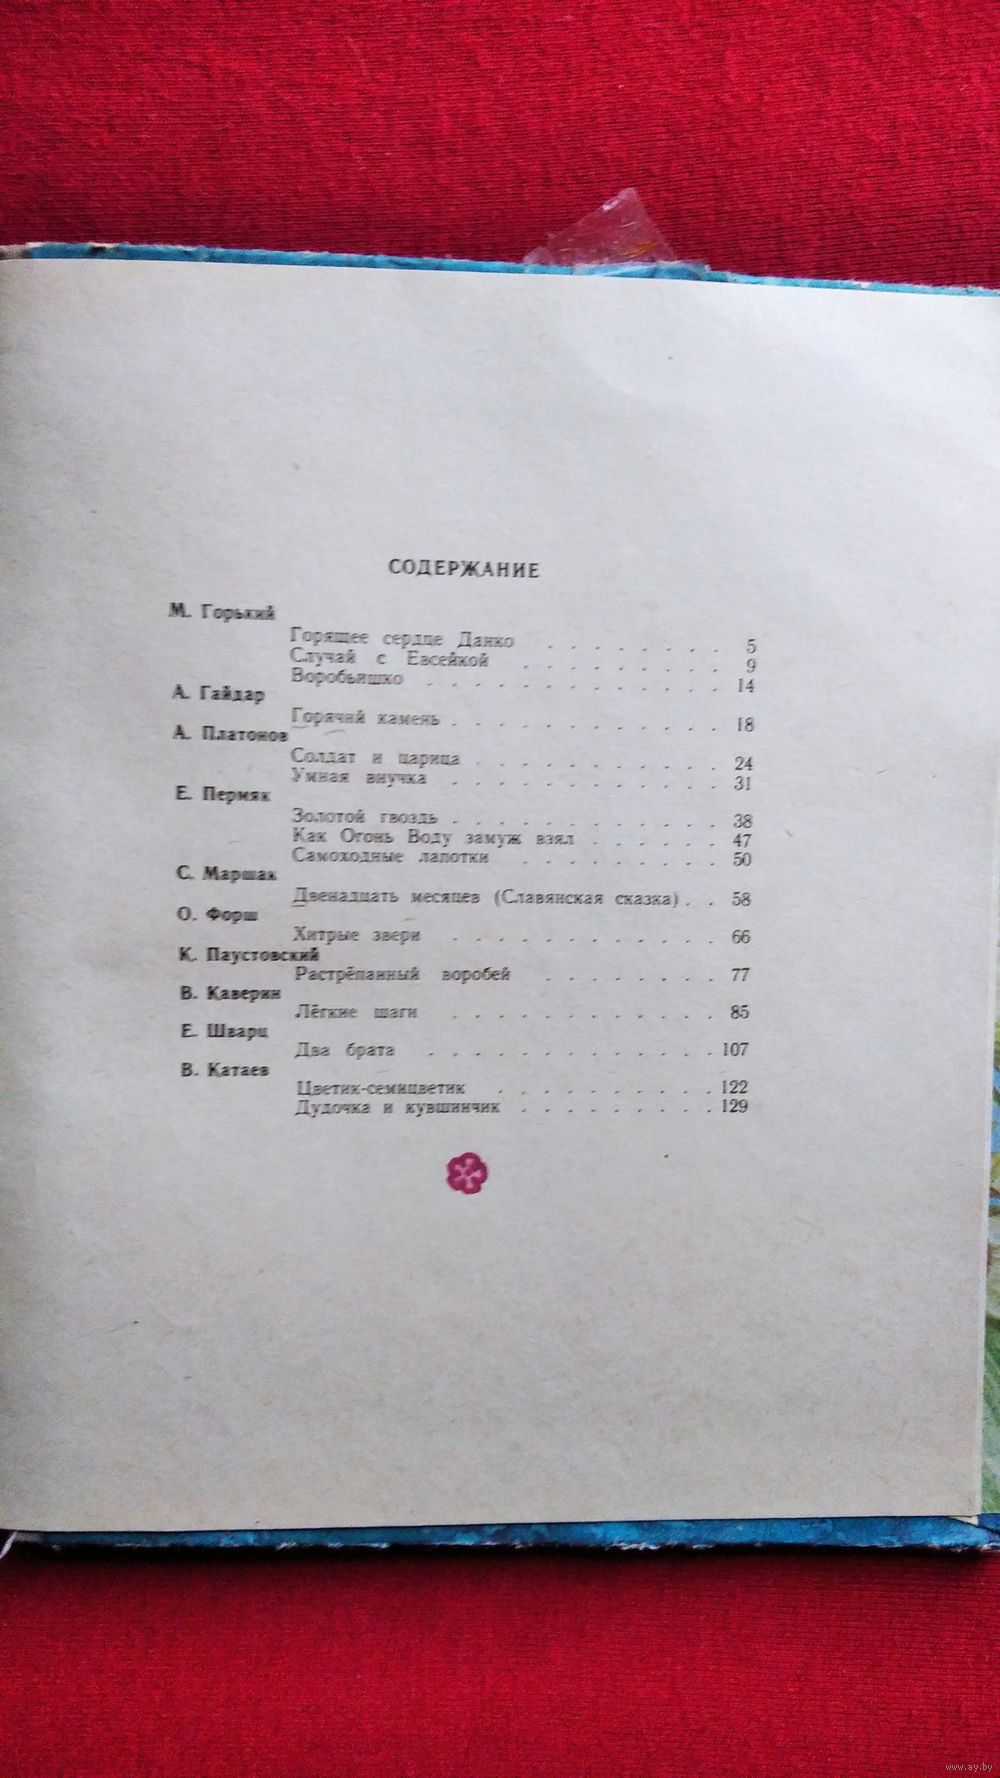 СОДЕРЖАНИЕ
М. Горький
Горящее сердце Данко . . . . . . . . 5
Случай с Евсейкой . . . . . . . . . 9
Воробьишко . . . . . . . . . . . . . 14
А. Гайдар
Горячий камень . . . . . . . . . . . . 18
А. Платонов
Солдат и царица . . . . . . . . . . . 24
Умная внучка . . . . . . . . . . . . 31
Е. Пермяк
Золотой гвоздь . . . . . . . . . . . . 38
Как Огонь Воду замуж взял . . . . . . 47
Самоходные лапотки . . . . . . . . . 50
С. Маршак
Двенадцать месяцев (Славянская сказка) . . 58
О. Форш
Хитрые звери . . . . . . . . . . . . 66
К. Паустовский
Растрёпанный воробей . . . . . . . . 77
В. Каверин
Лёгкие шаги . . . . . . . . . . . . 85
Е. Шварц
Два брата . . . . . . . . . . . . . 107
В. Катаев
Цветик-семицветик . . . . . . . . . 122
Дудочка и кувшинчик . . . . . . . . . 129
www.ay.by